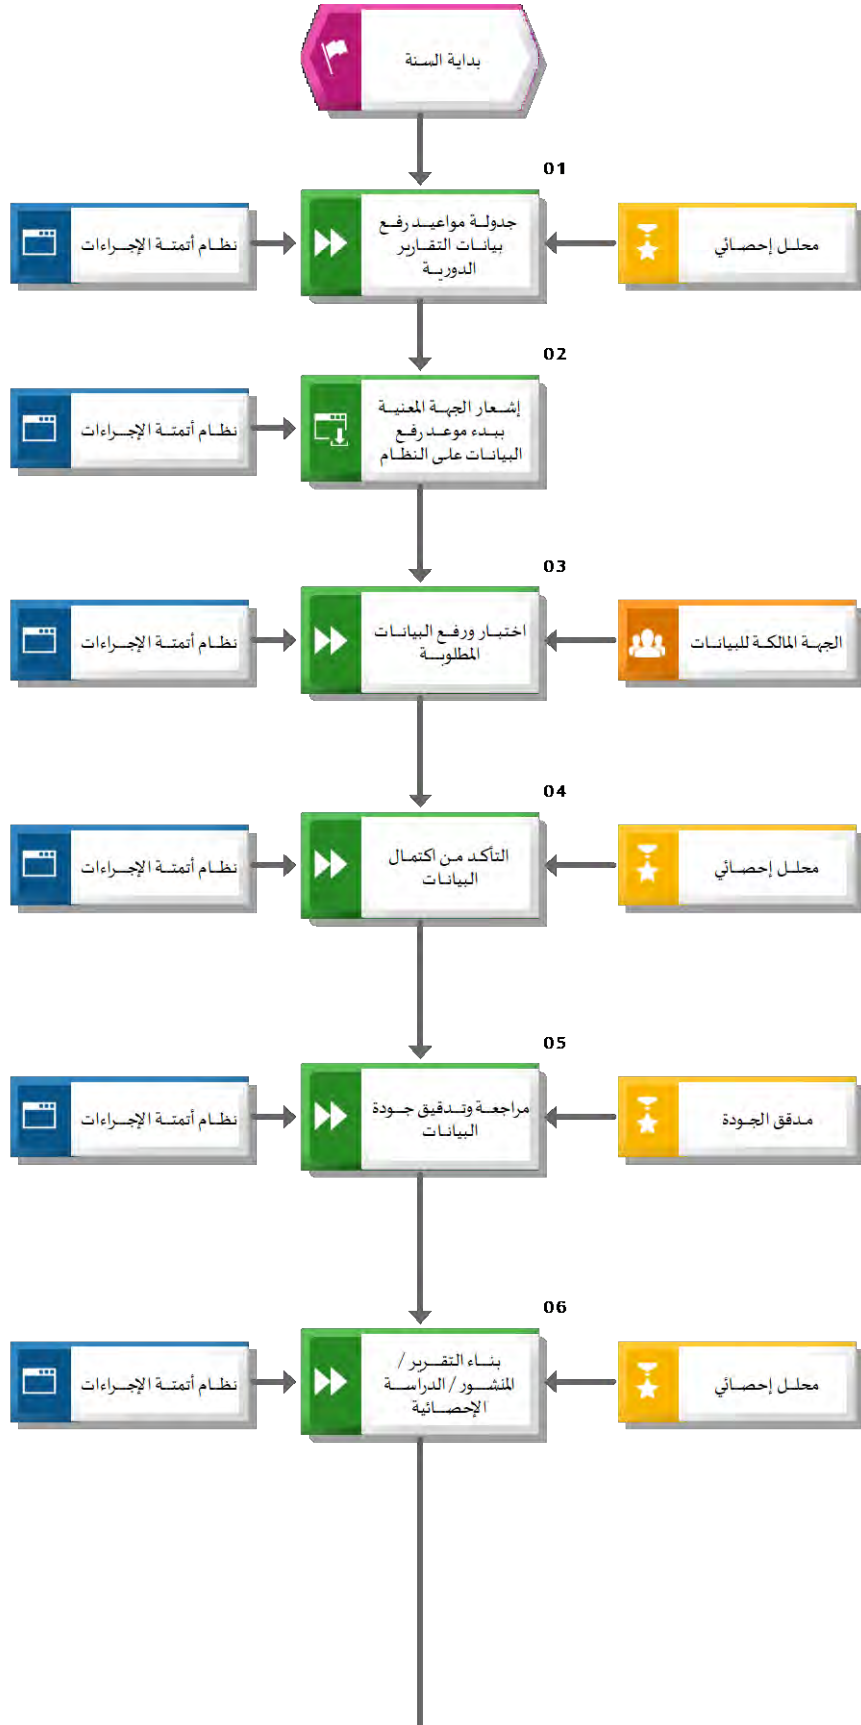 بداية السنة
01
محلل إحصائي
جدولة مواعيد رفع
بيانات التقارير
الدورية
نظام أتمتة الإجراءات
02
إشعار الجهة المعنية
ببدء موعد رفع
البيانات على النظام
نظام أتمتة الإجراءات
03
الجهة المالكة للبيانات
اختبار ورفع البيانات
المطلوبة
نظام أتمتة الإجراءات
04
محلل إحصائي
التأكد من اكتمال
البيانات
نظام أتمتة الإجراءات
05
مدقق الجودة
مراجعة وتدقيق جودة
البيانات
نظام أتمتة الإجراءات
06
محلل إحصائي
بناء التقرير /
المنشور / الدراسة
الإحصائية
نظام أتمتة الإجراءات